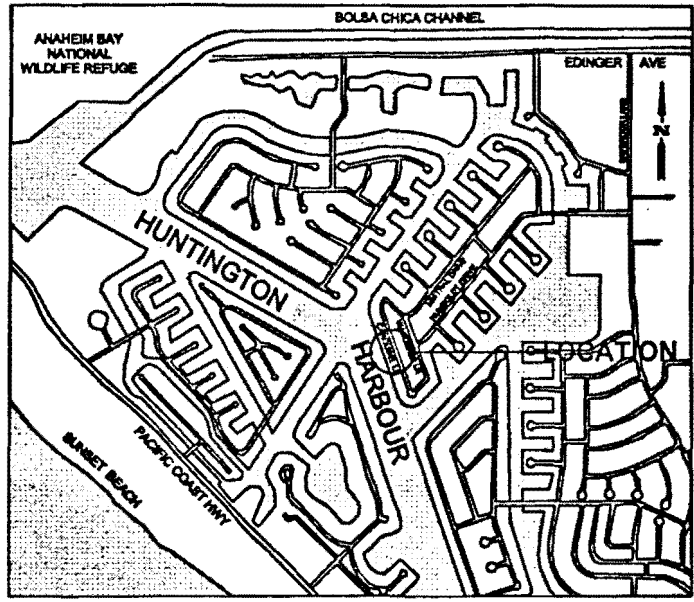 BOLSA CHICA CHANNEL
ANAHEIM BAY
NATIONAL
WILDLIFE REFUGE
EDINGER AVE
N
HUNTINGTON
HARBOUR
LOCATION
PACIFIC COAST HWY
SUNSET BEACH